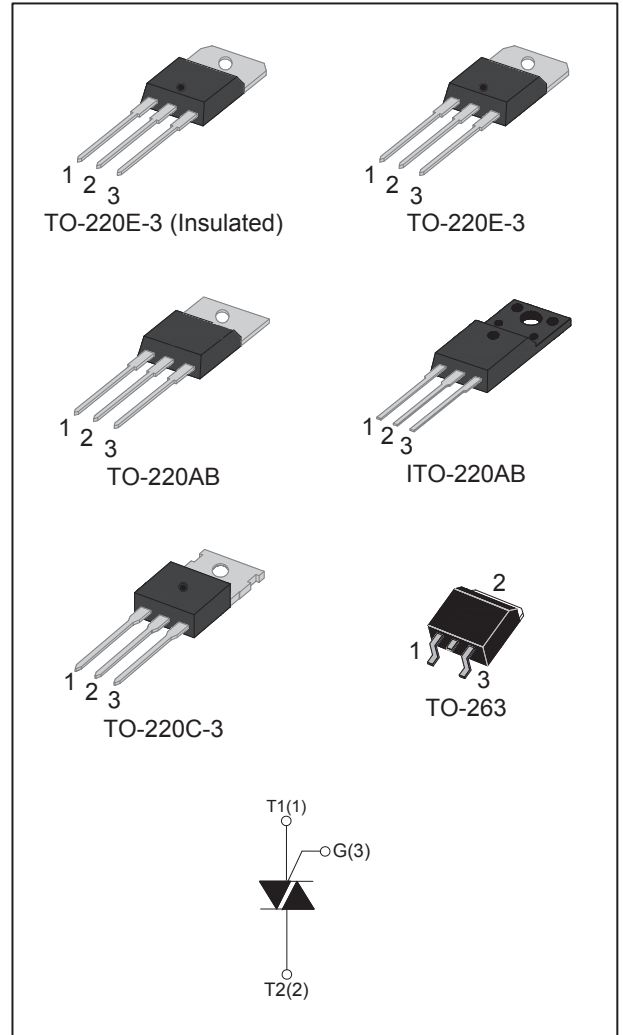 1 2 3
TO-220E-3 (Insulated)
1 2 3
TO-220E-3
1 2 3
TO-220AB
1 2 3
ITO-220AB
1 2 3
TO-220C-3
2
1
3
TO-263
T1(1)
G(3)
T2(2)